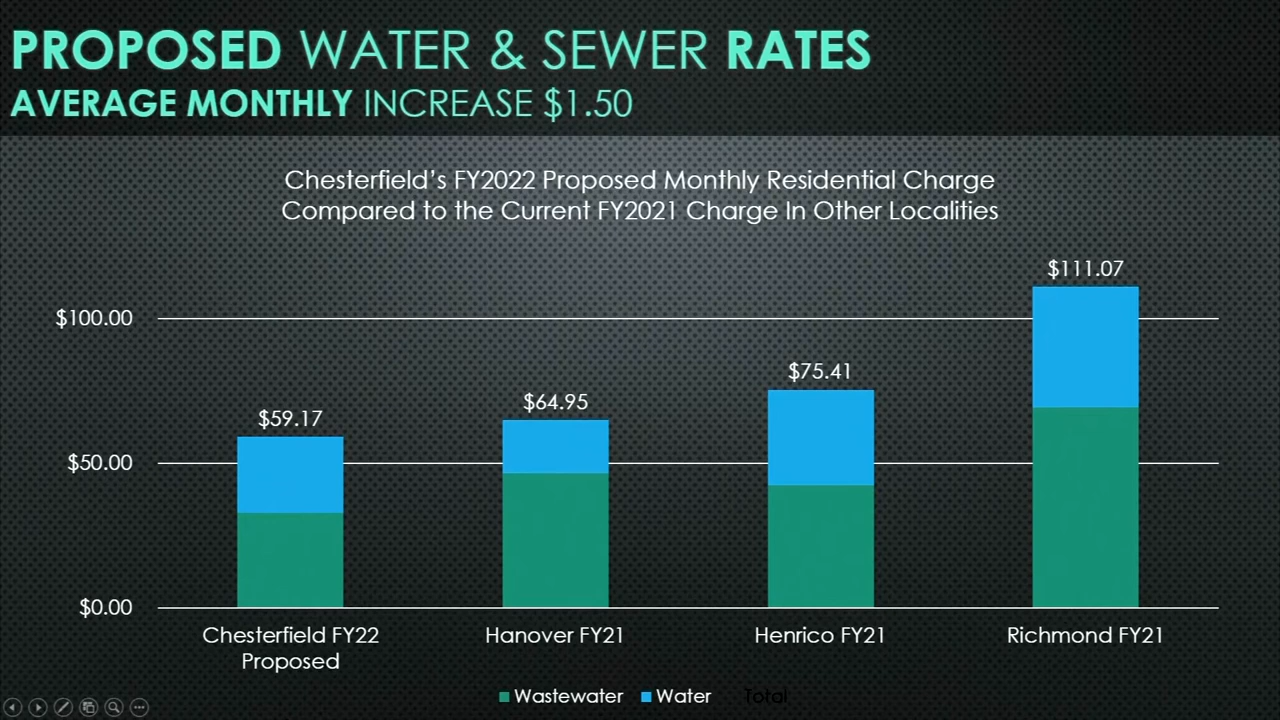 PROPOSED WATER & SEWER RATES
AVERAGE MONTHLY INCREASE $1.50
Chesterfield’s FY2022 Proposed Monthly Residential Charge
Compared to the Current FY2021 Charge In Other Localities
$111.07
$100.00
$75.41
$64.95
$59.17
$50.00
$0.00
Chesterfield FY22
Proposed
Hanover FY21
Henrico FY21
Richmond FY21
Wastewater Water Total